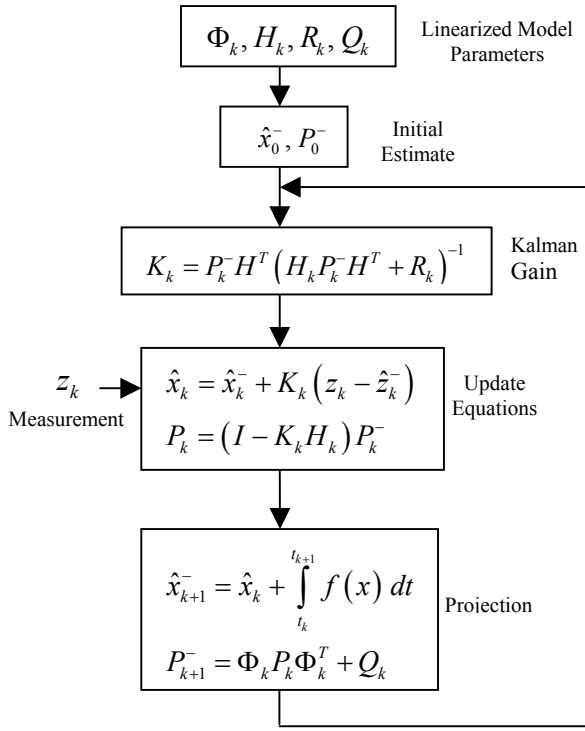 Φ_k, H_k, R_k, Q_k
Linearized Model
Parameters
x̂_0^-, P_0^-
Initial
Estimate
K_k = P_k^- H^T (H_k P_k^- H^T + R_k)^{-1}
Kalman
Gain
z_k
Measurement
x̂_k = x̂_k^- + K_k (z_k − ẑ_k^-)
P_k = (I − K_k H_k) P_k^-
Update
Equations
x̂_{k+1}^- = x̂_k + ∫_{t_k}^{t_{k+1}} f(x) dt
P_{k+1}^- = Φ_k P_k Φ_k^T + Q_k
Projection